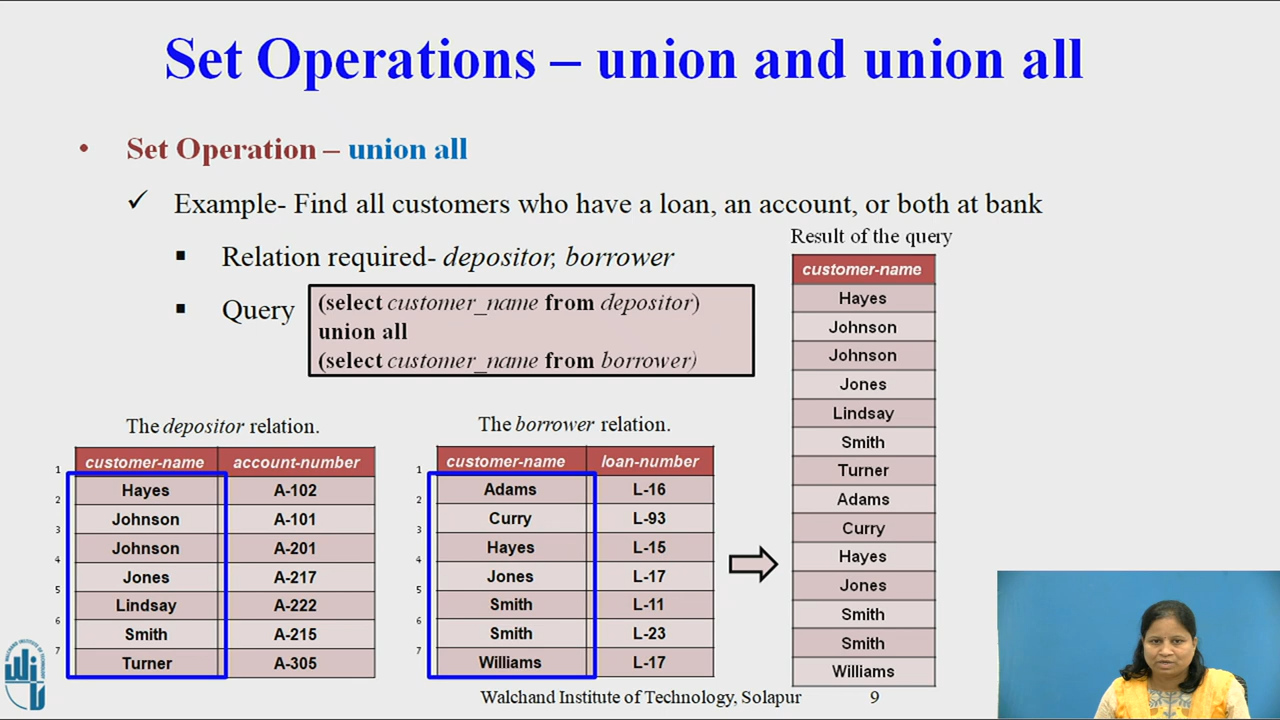 Set Operations – union and union all
• Set Operation – union all
✓ Example- Find all customers who have a loan, an account, or both at bank
▪ Relation required- depositor, borrower
▪ Query
(select customer_name from depositor)
union all
(select customer_name from borrower)
The depositor relation.
customer-name account-number
1
Hayes A-102
2
Johnson A-101
3
Johnson A-201
4
Jones A-217
5
Lindsay A-222
6
Smith A-215
7
Turner A-305
The borrower relation.
customer-name loan-number
1
Adams L-16
2
Curry L-93
3
Hayes L-15
4
Jones L-17
5
Smith L-11
6
Smith L-23
7
Williams L-17
Result of the query
customer-name
Hayes
Johnson
Johnson
Jones
Lindsay
Smith
Turner
Adams
Curry
Hayes
Jones
Smith
Smith
Williams
Walchand Institute of Technology, Solapur 9